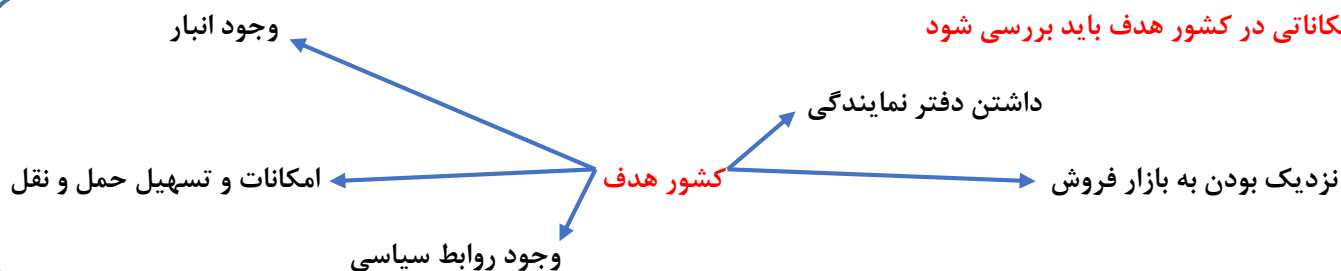 کاناتی در کشور هدف باید بررسی شود
وجود انبار
داشتن دفتر نمایندگی
نزدیک بودن به بازار فروش
کشور هدف
امکانات و تسهیل حمل و نقل
وجود روابط سیاسی